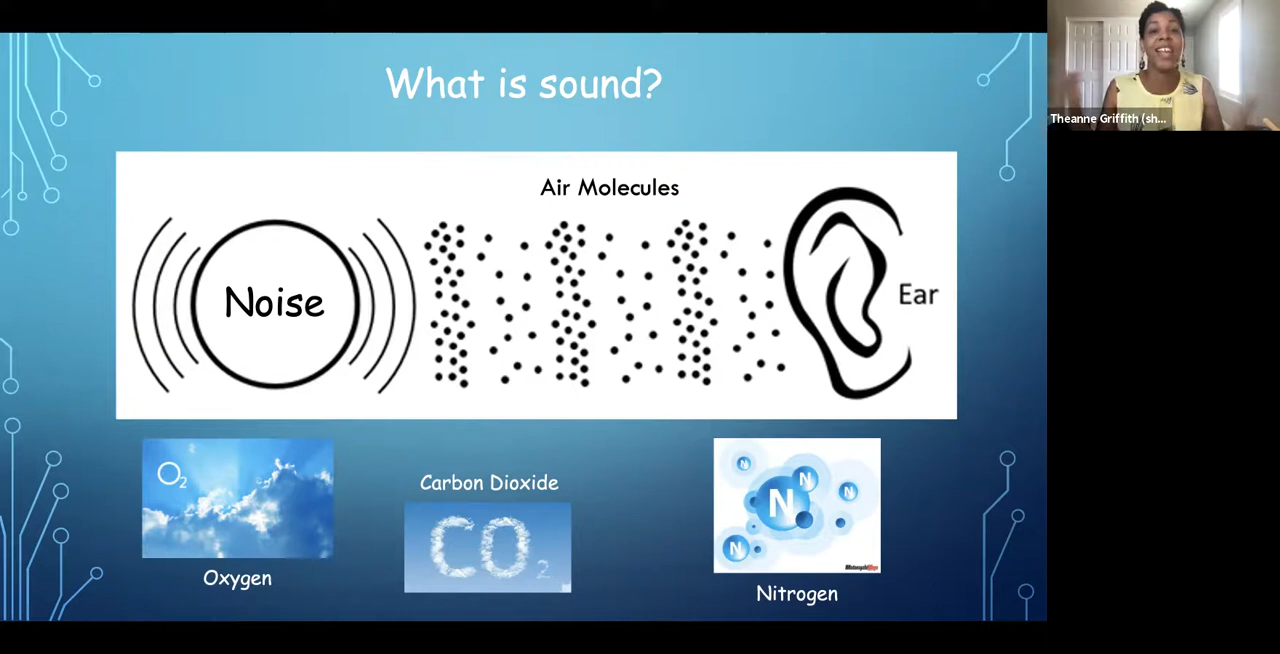 What is sound?
Theanne Griffith (sh...
Air Molecules
Noise
Ear
O2
Oxygen
Carbon Dioxide
CO2
N
N
N
N
N
Nitrogen